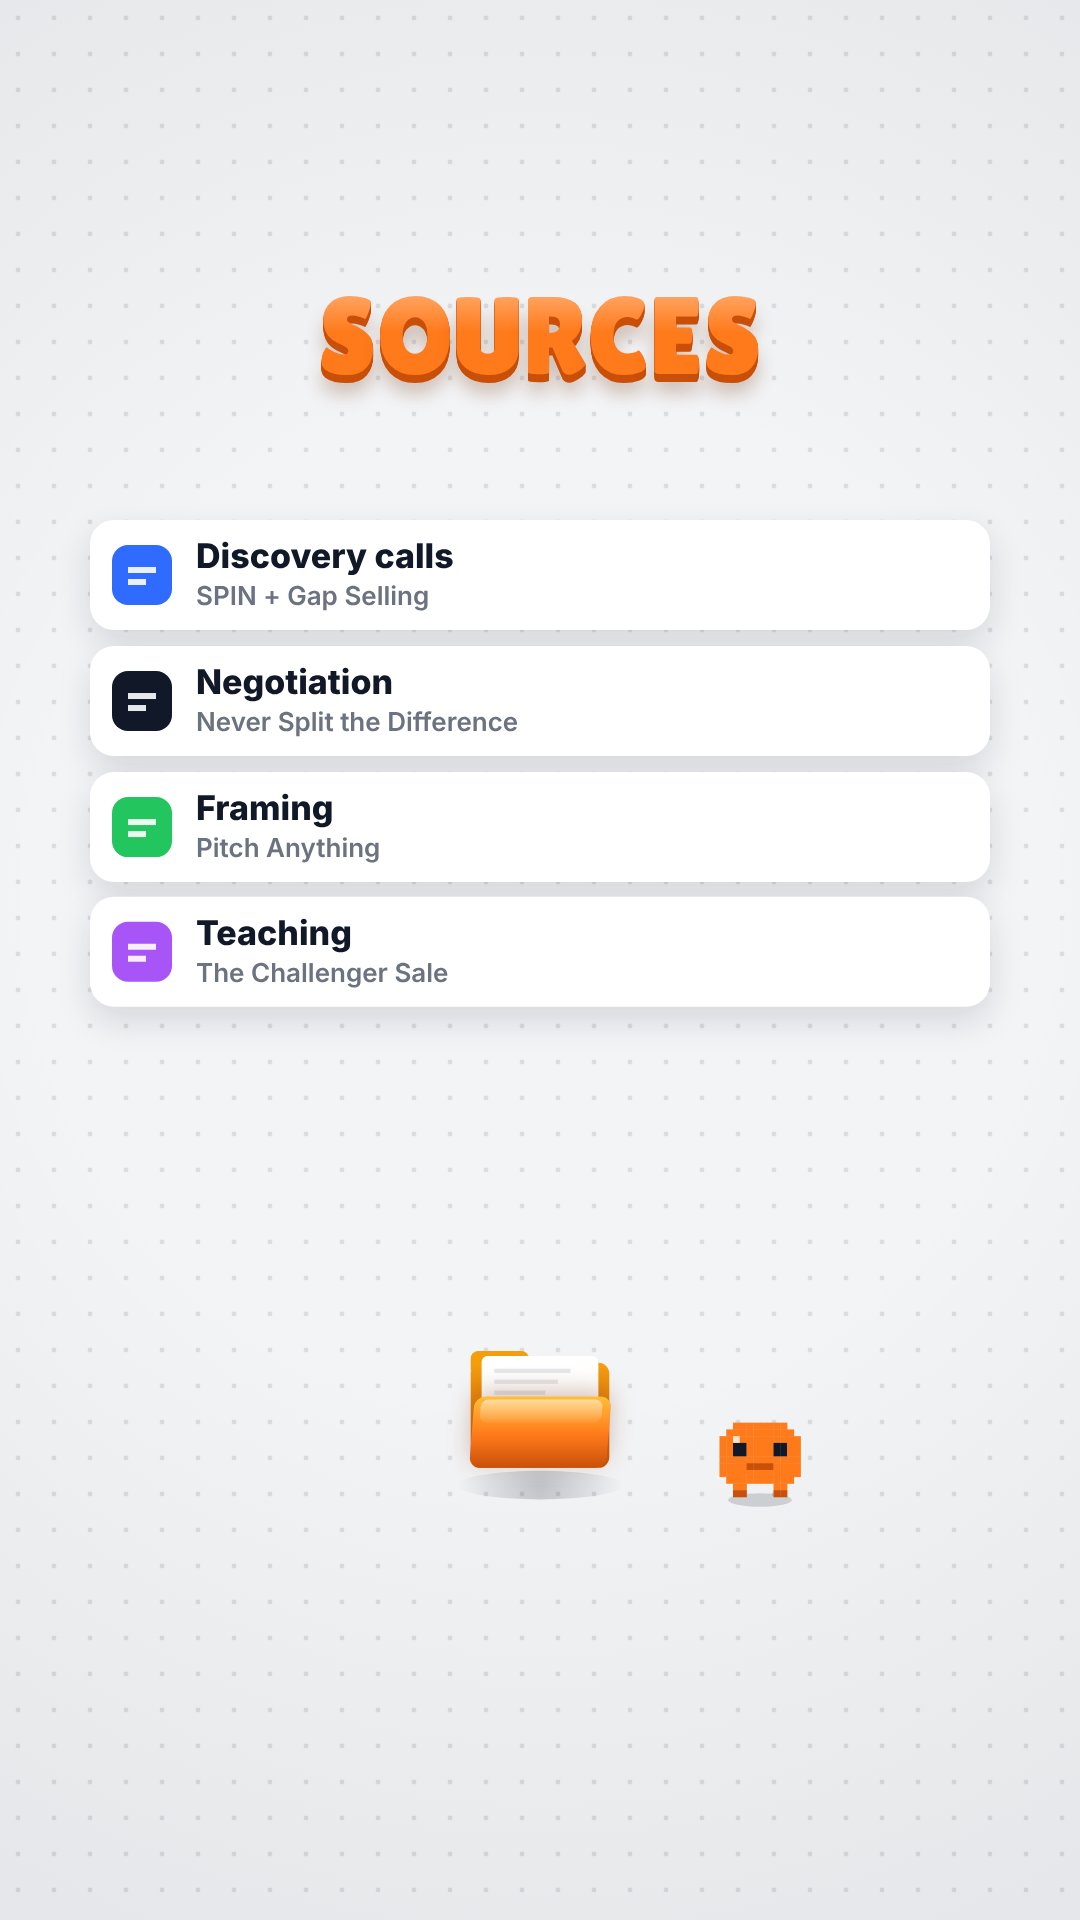 SOURCES
Discovery calls
SPIN + Gap Selling
Negotiation
Never Split the Difference
Framing
Pitch Anything
Teaching
The Challenger Sale